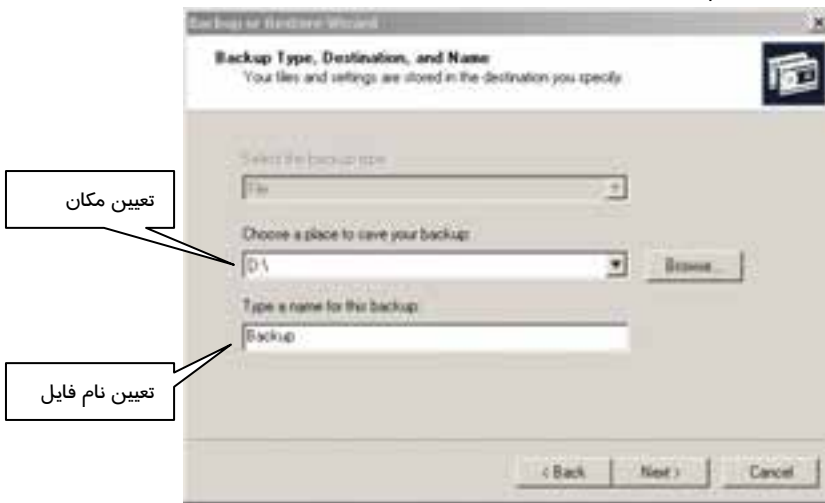 Backup or Restore Wizard
Backup Type, Destination, and Name
Your files and settings are stored in the destination you specify.
Select the backup type:
File
تعیین مکان
Choose a place to save your backup:
D:\
Browse...
Type a name for this backup:
Backup
تعیین نام فایل
< Back
Next >
Cancel